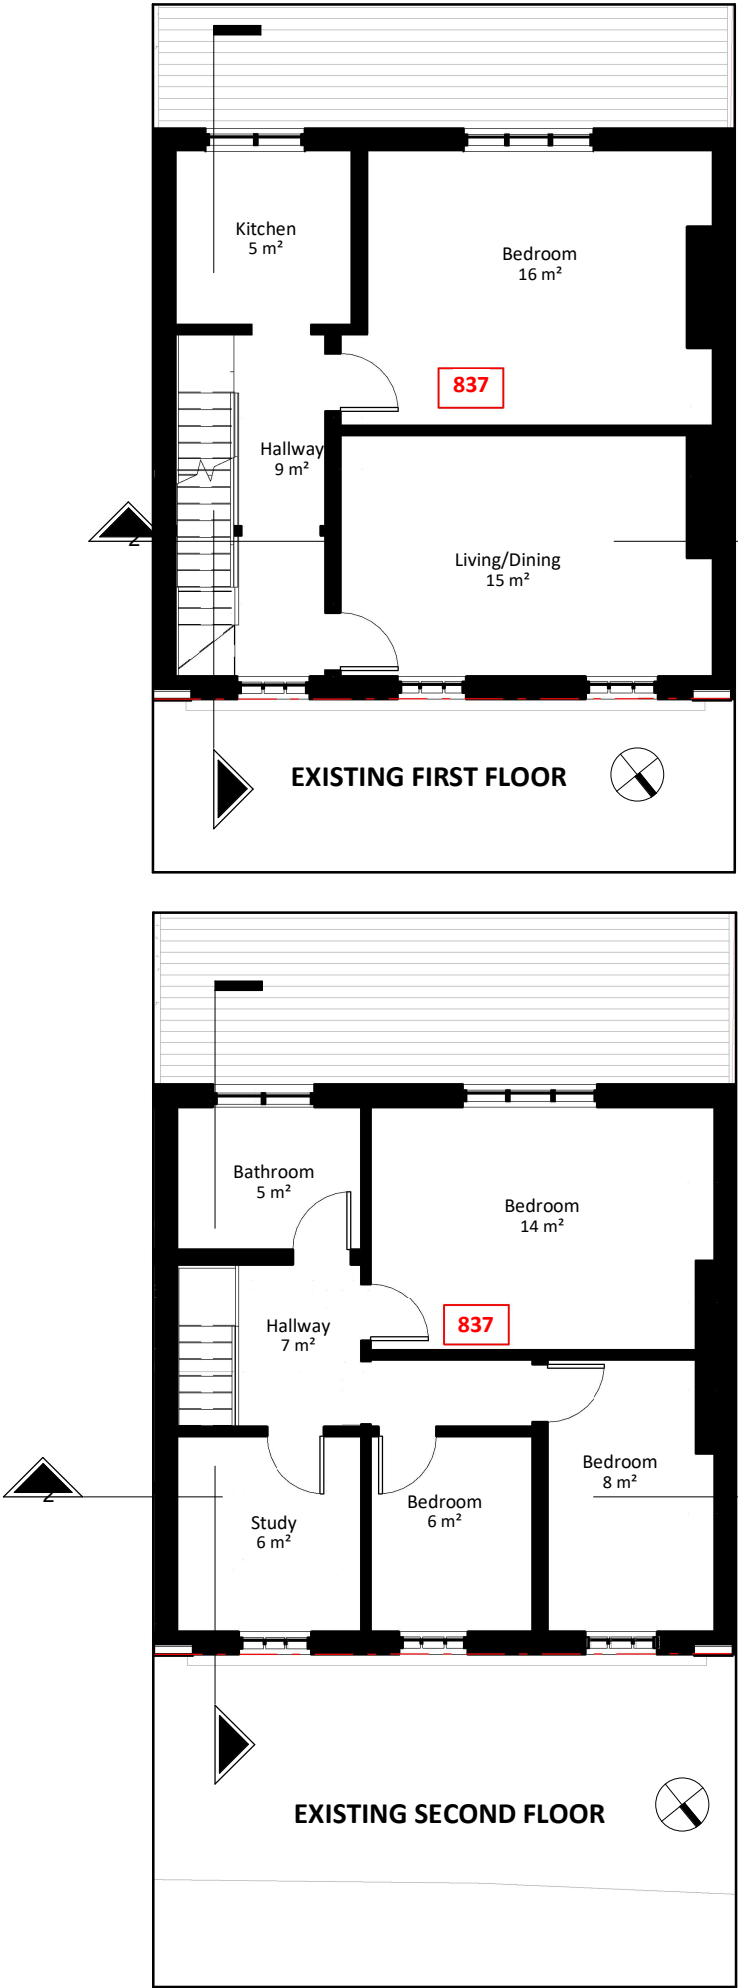 Kitchen
5 m²
Bedroom
16 m²
837
Hallway
9 m²
2
Living/Dining
15 m²
EXISTING FIRST FLOOR
Bathroom
5 m²
Bedroom
14 m²
Hallway
7 m²
837
Bedroom
8 m²
2
Study
6 m²
Bedroom
6 m²
EXISTING SECOND FLOOR